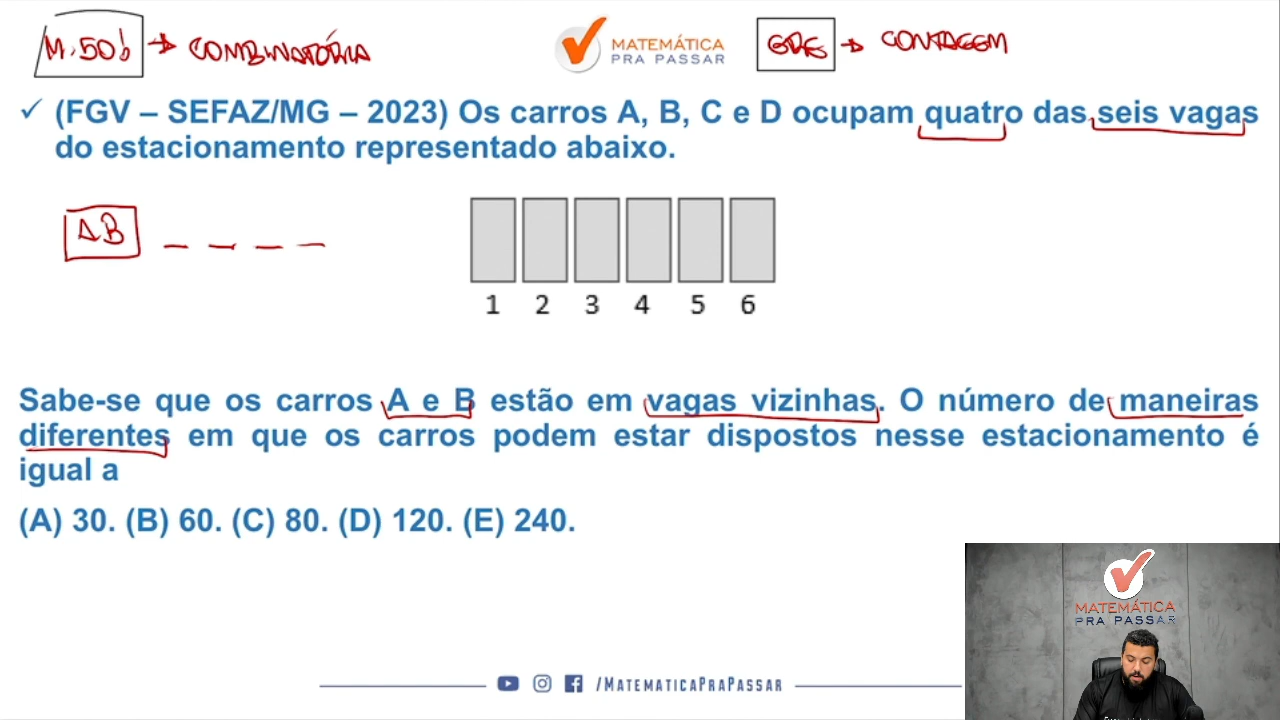 M.50b → COMBINATÓRIA
MATEMÁTICA
PRA PASSAR
→ CONTAGEM
✓ (FGV – SEFAZ/MG – 2023) Os carros A, B, C e D ocupam quatro das seis vagas
do estacionamento representado abaixo.
AB _ _ _ _
1 2 3 4 5 6
Sabe-se que os carros A e B estão em vagas vizinhas. O número de maneiras
diferentes em que os carros podem estar dispostos nesse estacionamento é
igual a
(A) 30. (B) 60. (C) 80. (D) 120. (E) 240.
MATEMÁTICA
PRA PASSAR
/MATEMATICAPRAPASSAR